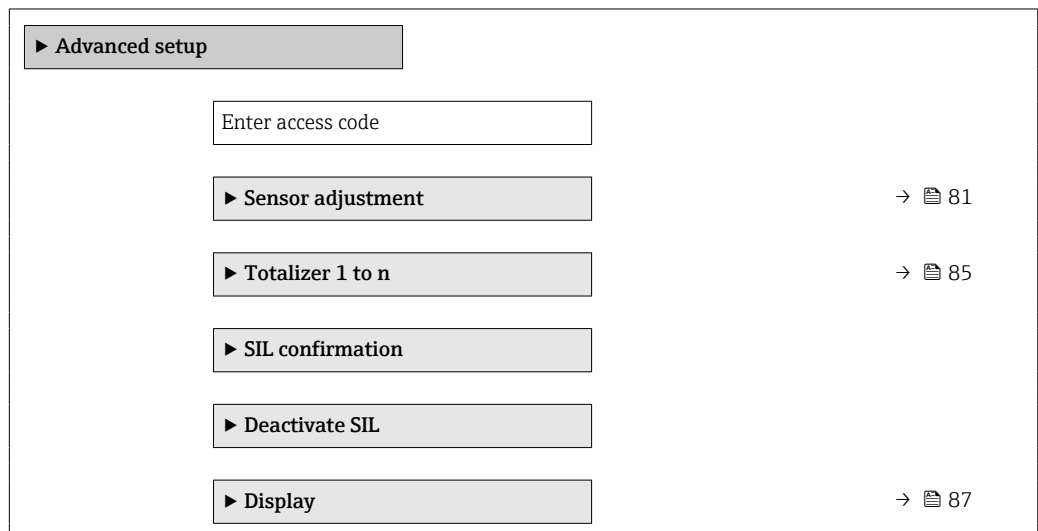 ▶ Advanced setup
Enter access code
▶ Sensor adjustment → 81
▶ Totalizer 1 to n → 85
▶ SIL confirmation
▶ Deactivate SIL
▶ Display → 87